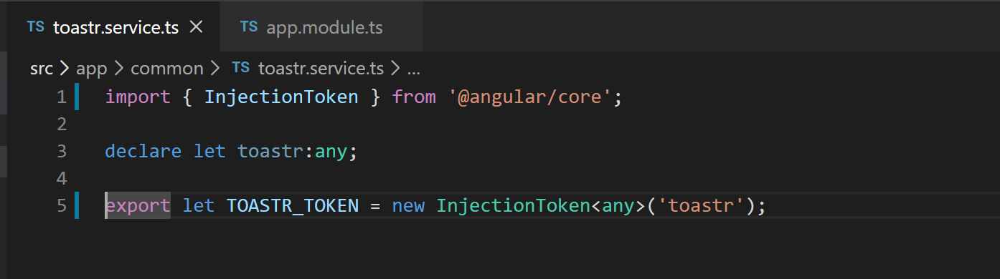 TS toastr.service.ts × TS app.module.ts
src > app > common > TS toastr.service.ts > ...
1 import { InjectionToken } from '@angular/core';
2
3 declare let toastr:any;
4
5 export let TOASTR_TOKEN = new InjectionToken<any>('toastr');